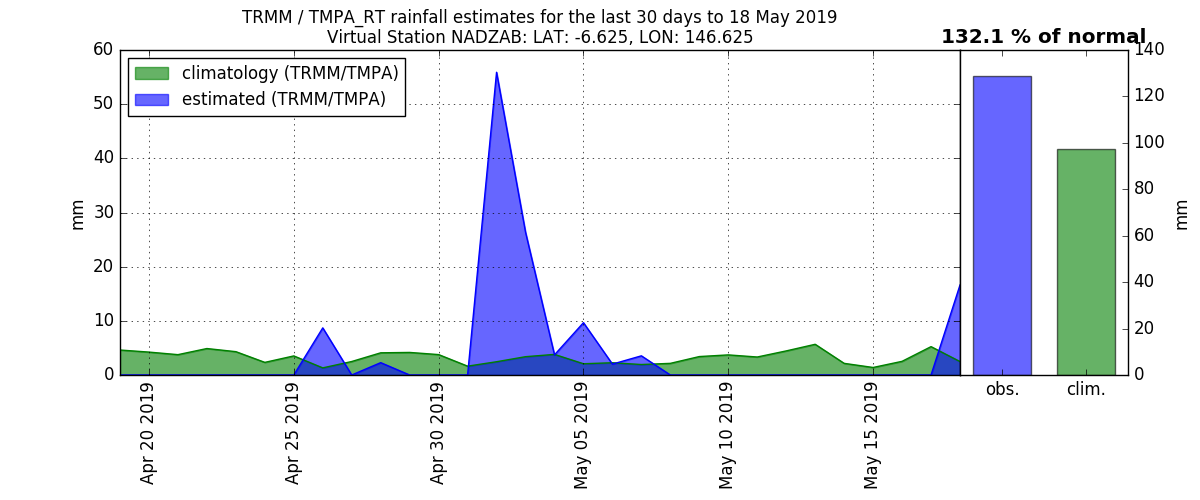 TRMM / TMPA_RT rainfall estimates for the last 30 days to 18 May 2019
Virtual Station NADZAB: LAT: -6.625, LON: 146.625
132.1 % of normal
climatology (TRMM/TMPA)
estimated (TRMM/TMPA)
60
50
40
30
20
10
0
mm
Apr 20 2019
Apr 25 2019
Apr 30 2019
May 05 2019
May 10 2019
May 15 2019
140
120
100
80
60
40
20
0
mm
obs.
clim.